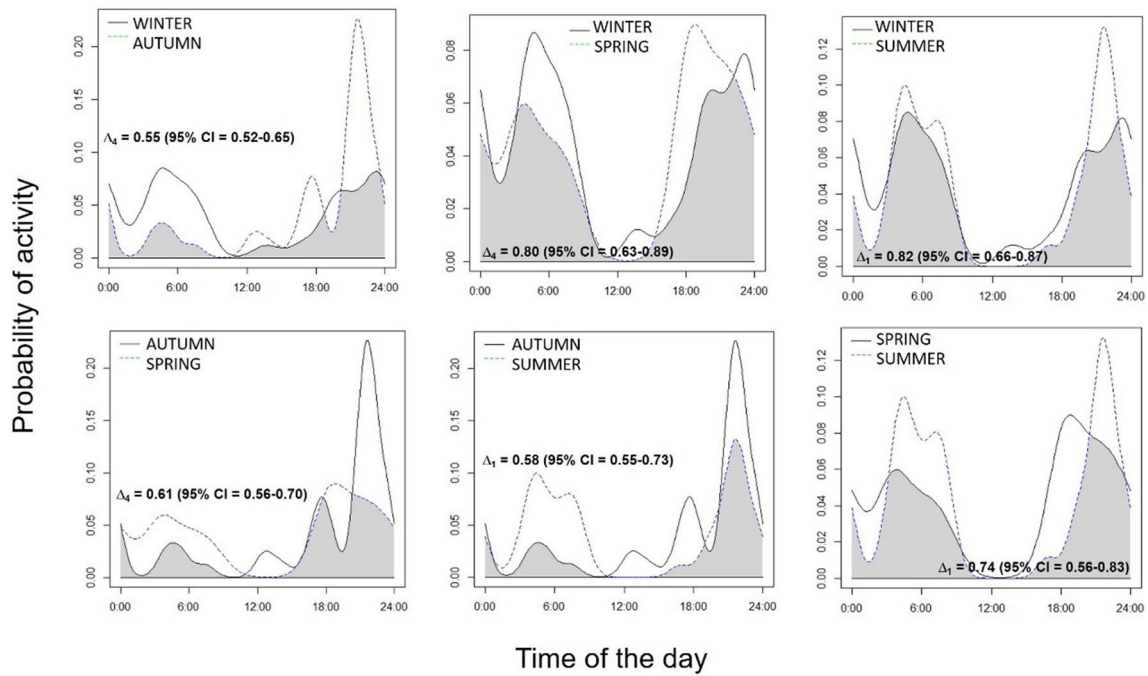 Probability of activity
WINTER
AUTUMN
0.20
0.15
0.10
0.05
0.00
Δ4 = 0.55 (95% CI = 0.52-0.65)
0:00 6:00 12:00 18:00 24:00
WINTER
SPRING
0.08
0.06
0.04
0.02
0.00
Δ4 = 0.80 (95% CI = 0.63-0.89)
0:00 6:00 12:00 18:00 24:00
WINTER
SUMMER
0.12
0.10
0.08
0.06
0.04
0.02
0.00
Δ1 = 0.82 (95% CI = 0.66-0.87)
0:00 6:00 12:00 18:00 24:00
AUTUMN
SPRING
0.20
0.15
0.10
0.05
0.00
Δ4 = 0.61 (95% CI = 0.56-0.70)
0:00 6:00 12:00 18:00 24:00
AUTUMN
SUMMER
0.20
0.15
0.10
0.05
0.00
Δ1 = 0.58 (95% CI = 0.55-0.73)
0:00 6:00 12:00 18:00 24:00
SPRING
SUMMER
0.12
0.10
0.08
0.06
0.04
0.02
0.00
Δ1 = 0.74 (95% CI = 0.56-0.83)
0:00 6:00 12:00 18:00 24:00
Time of the day